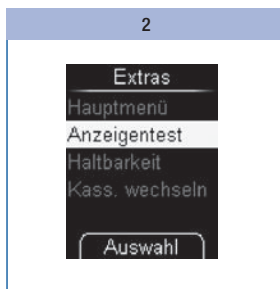 2
Extras
Hauptmenü
Anzeigentest
Haltbarkeit
Kass. wechseln
Auswahl